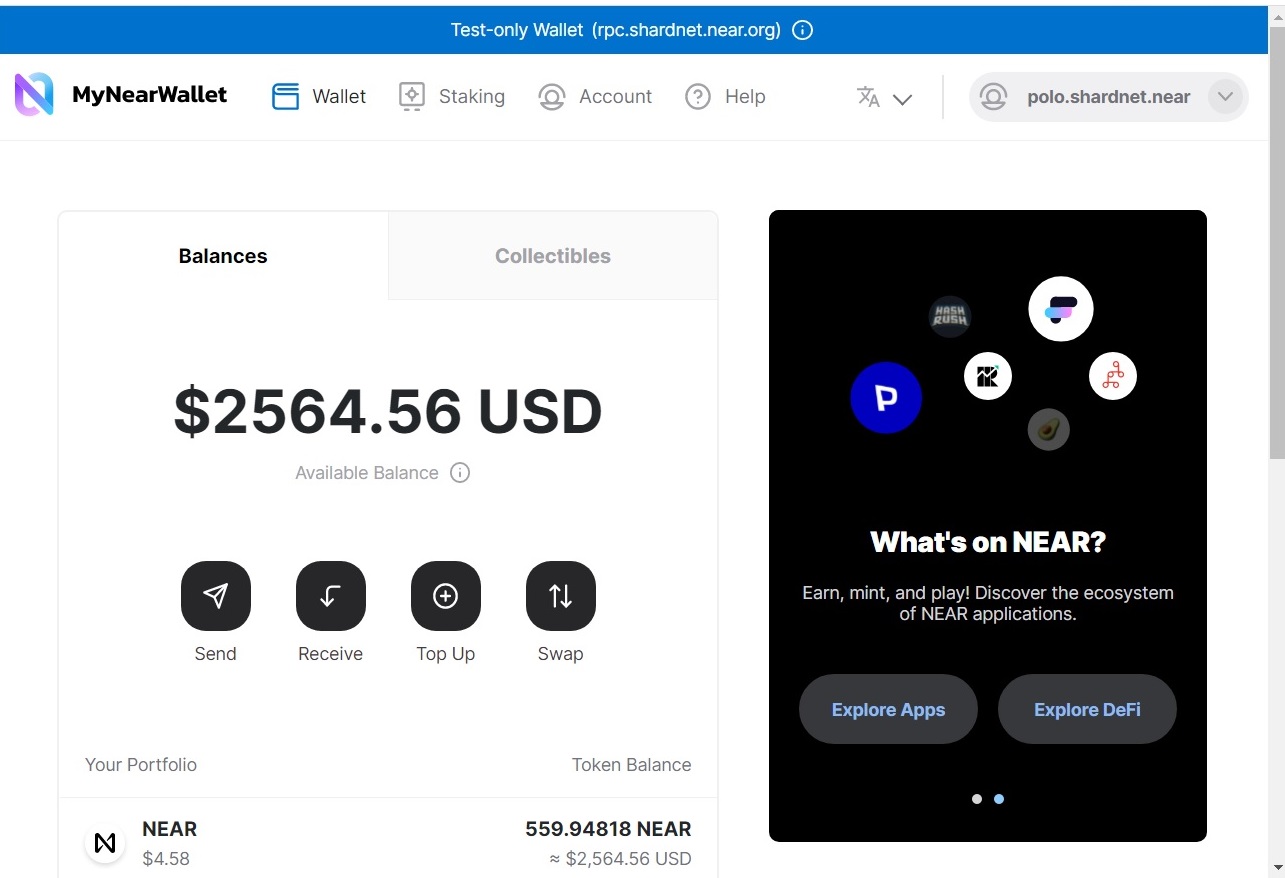 Test-only Wallet (rpc.shardnet.near.org)
MyNearWallet
Wallet
Staking
Account
Help
polo.shardnet.near
Balances
Collectibles
$2564.56 USD
Available Balance
Send
Receive
Top Up
Swap
Your Portfolio
Token Balance
NEAR
559.94818 NEAR
$4.58
≈ $2,564.56 USD
HASH
RUSH
P
What's on NEAR?
Earn, mint, and play! Discover the ecosystem
of NEAR applications.
Explore Apps
Explore DeFi